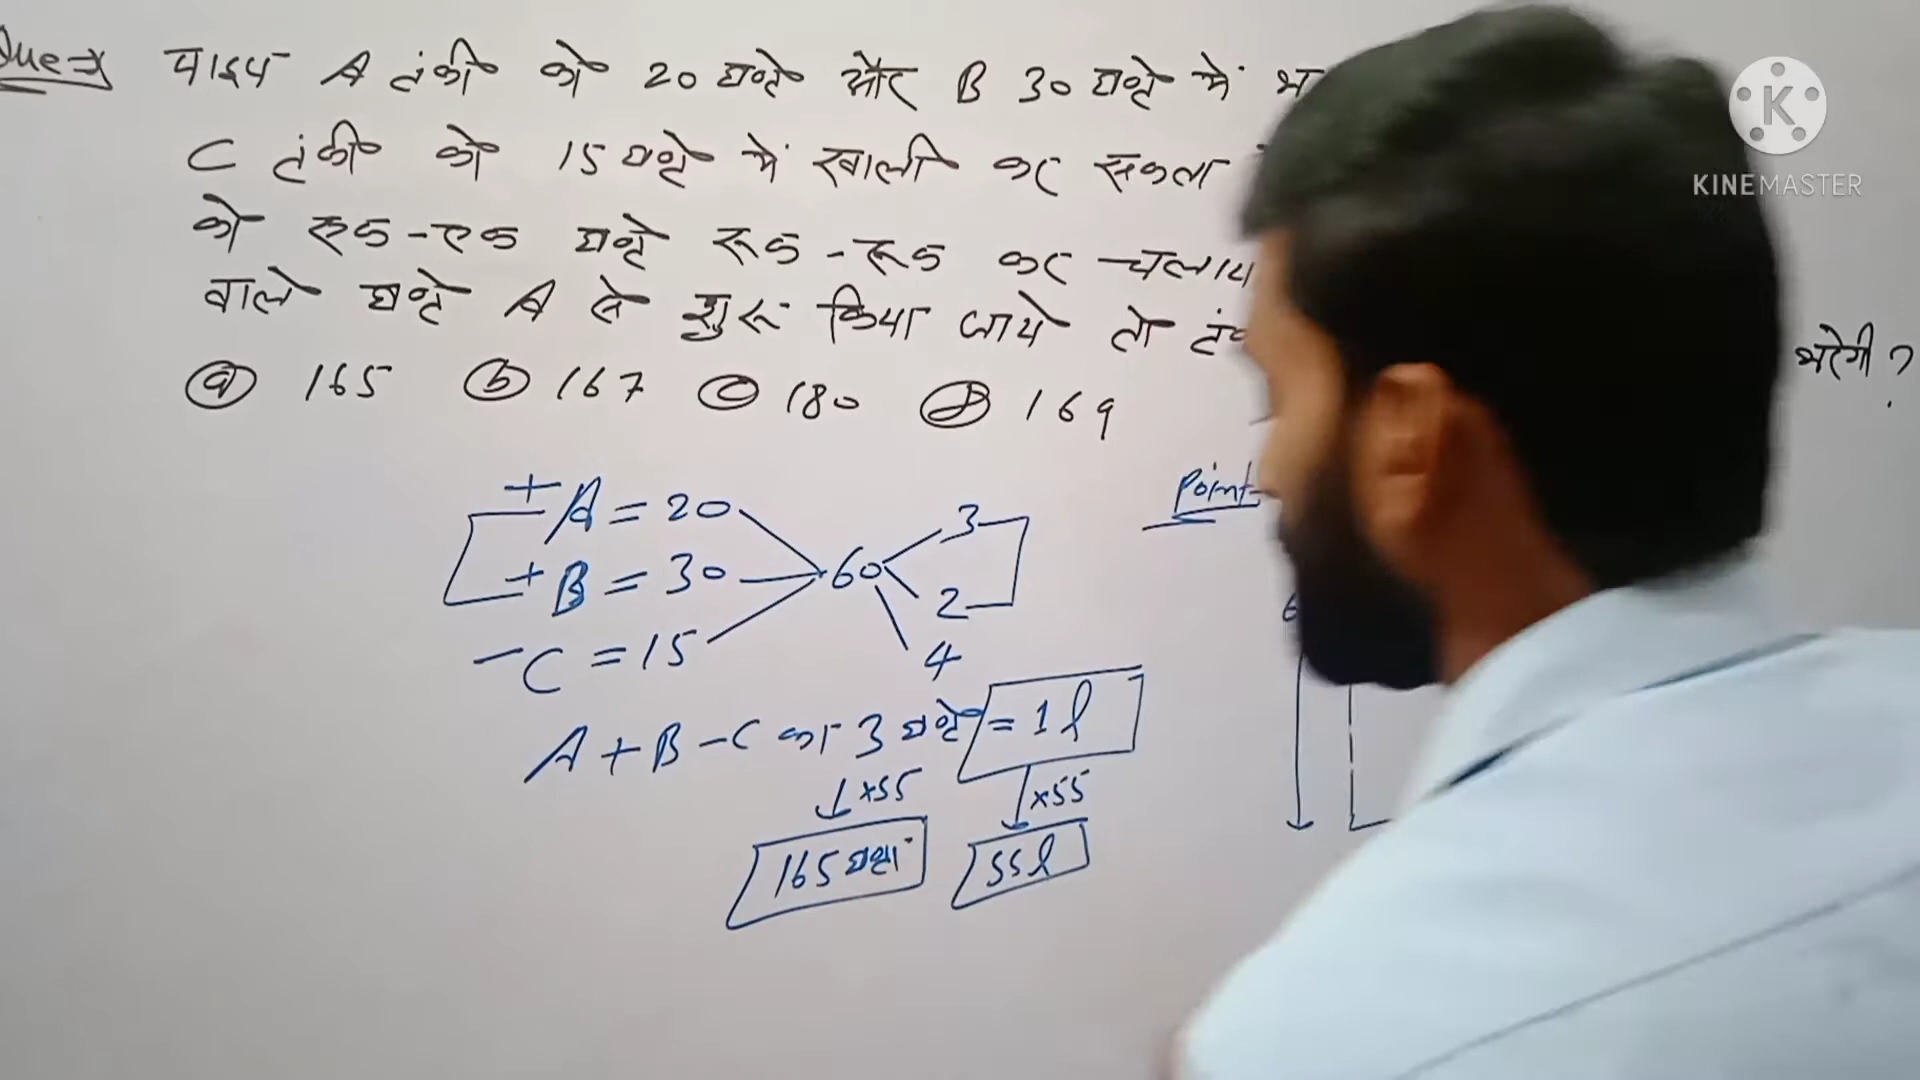 Que⇒ पाइप A टंकी को 20 घण्टे और B 30 घण्टे में
C टंकी को 15 घण्टे में खाली कर सकता
को एक-एक घण्टे रूक-रूक कर चलाया
वाले घण्टे A से शुरू किया जाये तो
भरेगी ?
ⓐ 165 ⓑ 167 ⓒ 180 ⓓ 169
+ A = 20
+ B = 30
- C = 15
60
3
2
4
Point
A + B - C का 3 घण्टे = 1 l
×55 ×55
165 घण्टा 55 l
K
KINEMASTER